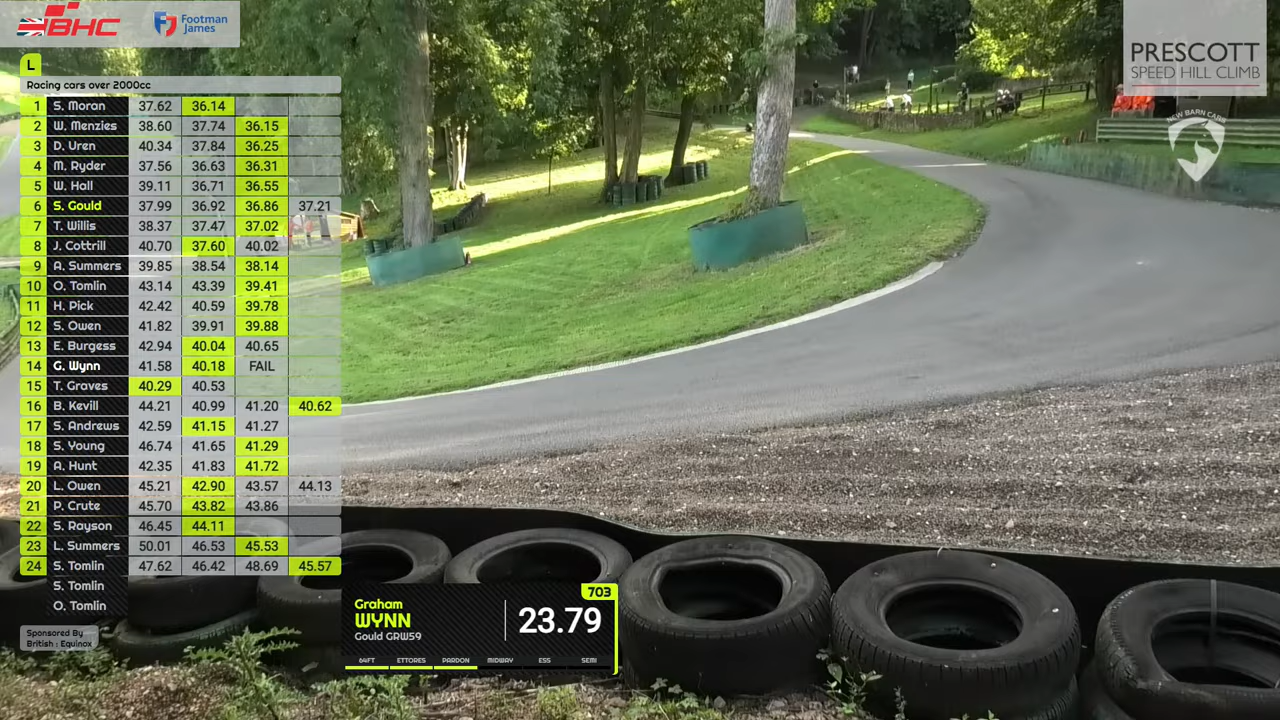 BHC
Footman
James
PRESCOTT
SPEED HILL CLIMB
NEW BARN CARS
L
Racing cars over 2000cc
1 S. Moran 37.62 36.14
2 W. Menzies 38.60 37.74 36.15
3 D. Uren 40.34 37.84 36.25
4 M. Ryder 37.56 36.63 36.31
5 W. Hall 39.11 36.71 36.55
6 S. Gould 37.99 36.92 36.86 37.21
7 T. Willis 38.37 37.47 37.02
8 J. Cottrill 40.70 37.60 40.02
9 A. Summers 39.85 38.54 38.14
10 O. Tomlin 43.14 43.39 39.41
11 H. Pick 42.42 40.59 39.78
12 S. Owen 41.82 39.91 39.88
13 E. Burgess 42.94 40.04 40.65
14 G. Wynn 41.58 40.18 FAIL
15 T. Graves 40.29 40.53
16 B. Kevill 44.21 40.99 41.20 40.62
17 S. Andrews 42.59 41.15 41.27
18 S. Young 46.74 41.65 41.29
19 A. Hunt 42.35 41.83 41.72
20 L. Owen 45.21 42.90 43.57 44.13
21 P. Crute 45.70 43.82 43.86
22 S. Rayson 46.45 44.11
23 L. Summers 50.01 46.53 45.53
24 S. Tomlin 47.62 46.42 48.69 45.57
S. Tomlin
O. Tomlin
Sponsored By
British : Equinox
703
Graham
WYNN
Gould GRW59
23.79
64FT ETTORES PARDON MIDWAY ESS SEMI